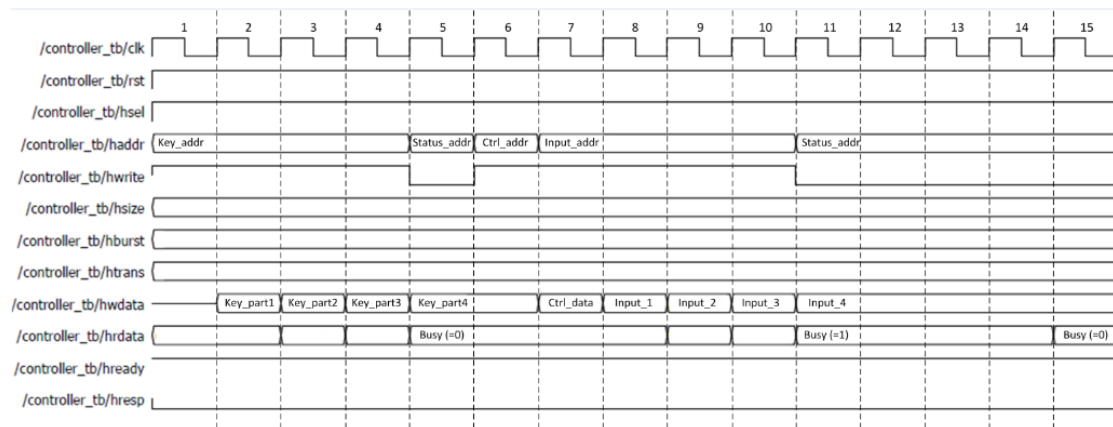 1 2 3 4 5 6 7 8 9 10 11 12 13 14 15
/controller_tb/clk
/controller_tb/rst
/controller_tb/hsel
/controller_tb/haddr Key_addr Status_addr Ctrl_addr Input_addr Status_addr
/controller_tb/hwrite
/controller_tb/hsize
/controller_tb/hburst
/controller_tb/htrans
/controller_tb/hwdata Key_part1 Key_part2 Key_part3 Key_part4 Ctrl_data Input_1 Input_2 Input_3 Input_4
/controller_tb/hrdata Busy (=0) Busy (=1) Busy (=0)
/controller_tb/hready
/controller_tb/hresp